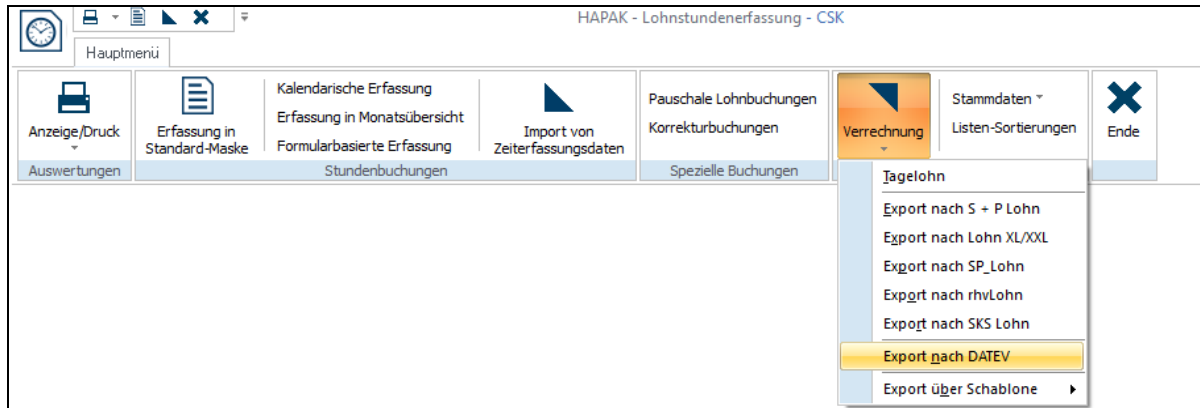 HAPAK - Lohnstundenerfassung - CSK
Hauptmenü
Anzeige/Druck
Auswertungen
Erfassung in
Standard-Maske
Kalendarische Erfassung
Erfassung in Monatsübersicht
Formularbasierte Erfassung
Import von
Zeiterfassungsdaten
Stundenbuchungen
Pauschale Lohnbuchungen
Korrekturbuchungen
Spezielle Buchungen
Verrechnung
Stammdaten
Listen-Sortierungen
Ende
Tagelohn
Export nach S + P Lohn
Export nach Lohn XL/XXL
Export nach SP_Lohn
Export nach rhvLohn
Export nach SKS Lohn
Export nach DATEV
Export über Schablone